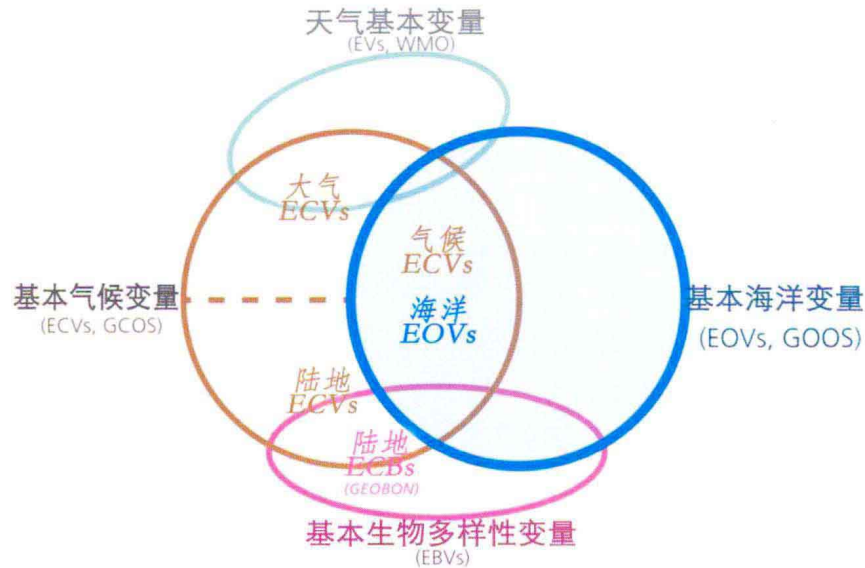 天气基本变量
(EVs, WMO)
大气
ECVs
气候
ECVs
基本气候变量
(ECVs, GCOS)
海洋
EOVs
基本海洋变量
(EOVs, GOOS)
陆地
ECVs
陆地
ECBs
(GEOBON)
基本生物多样性变量
(EBVs)